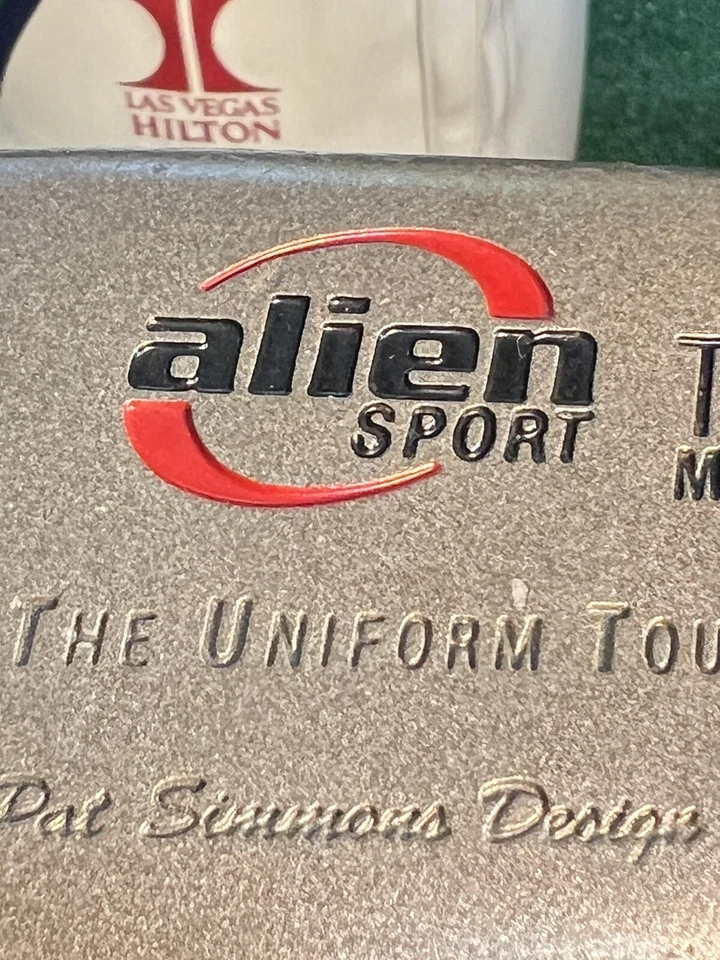 LAS VEGAS
HILTON
alien
SPORT
THE UNIFORM
Pat Simmons Design